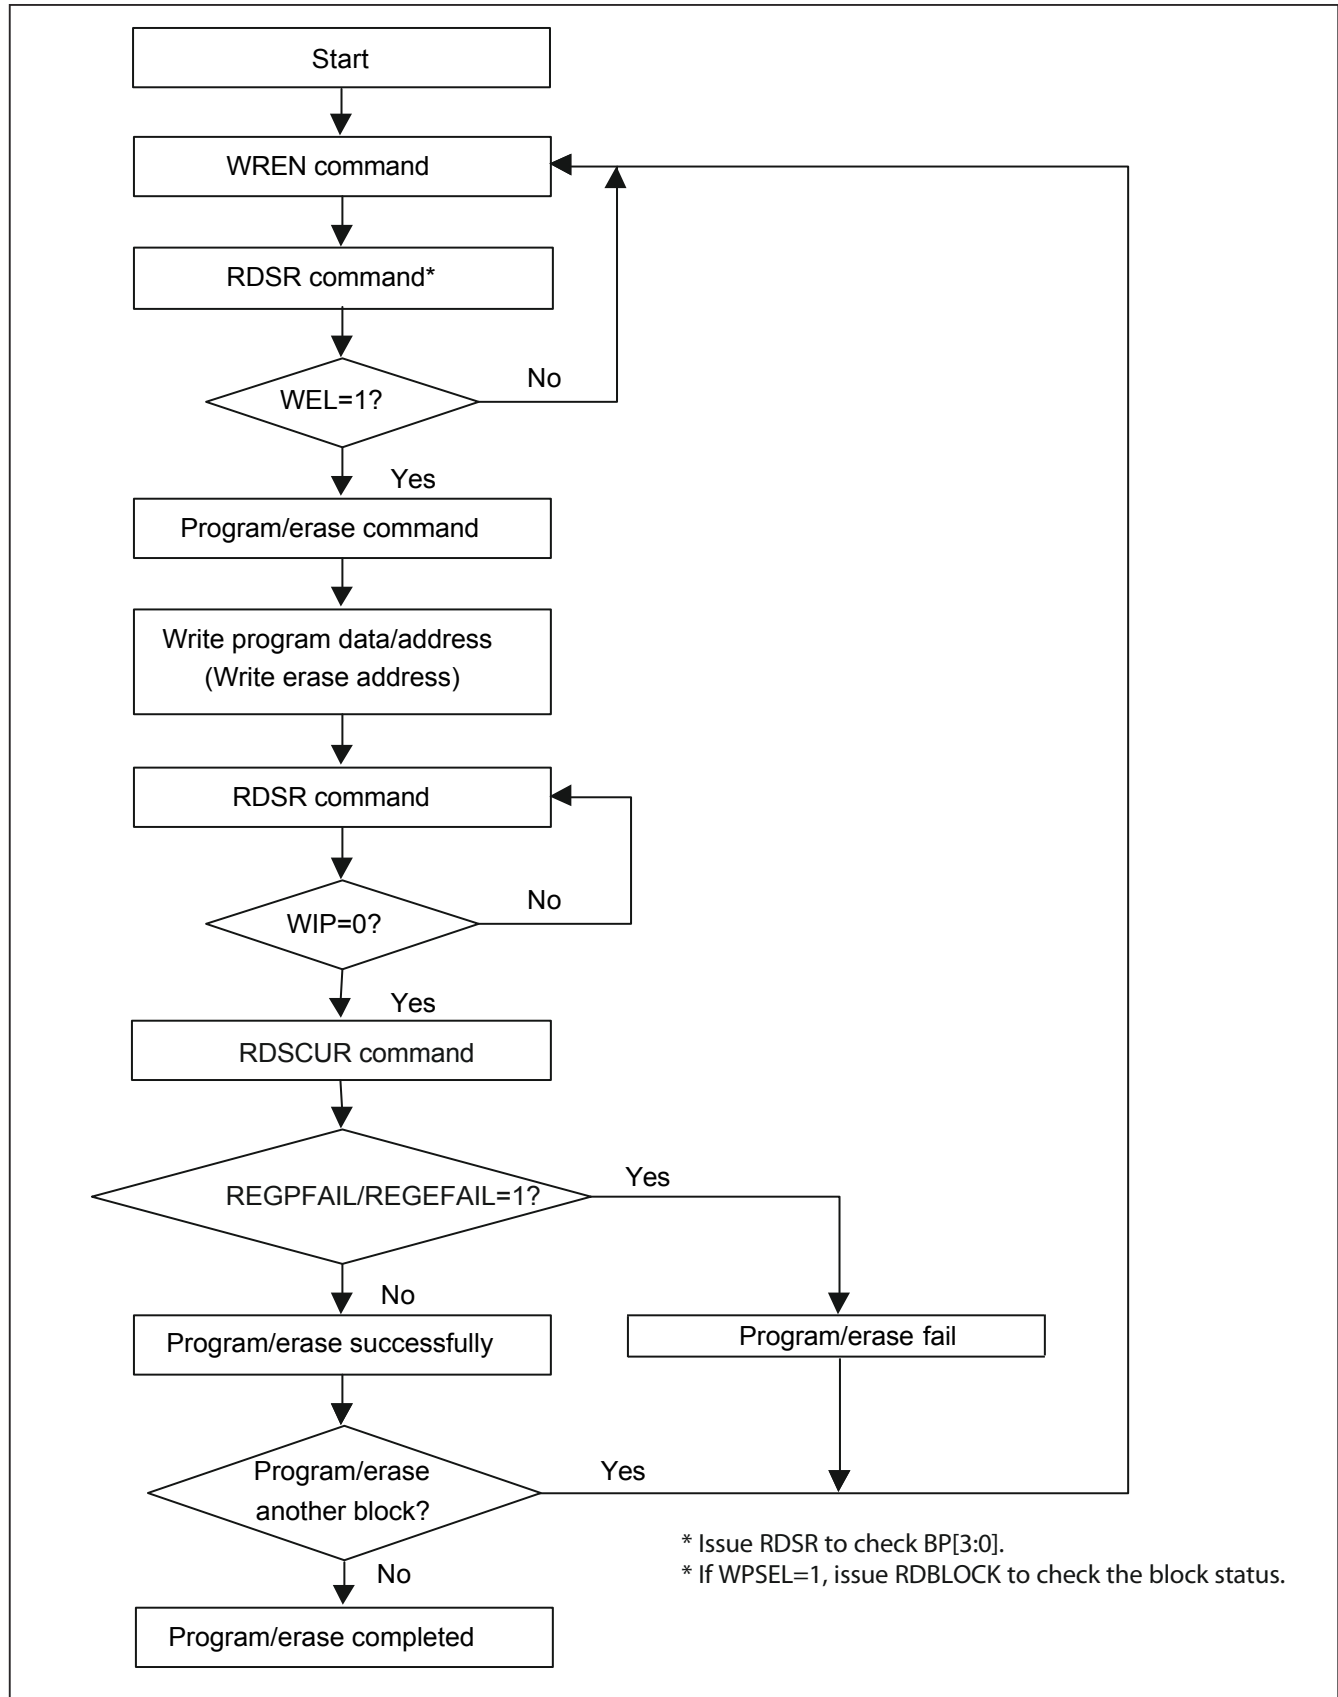 Start
WREN command
RDSR command*
WEL=1?
No
Yes
Program/erase command
Write program data/address
(Write erase address)
RDSR command
WIP=0?
No
Yes
RDSCUR command
REGPFAIL/REGEFAIL=1?
Yes
No
Program/erase successfully
Program/erase fail
Program/erase
another block?
Yes
* Issue RDSR to check BP[3:0].
* If WPSEL=1, issue RDBLOCK to check the block status.
No
Program/erase completed